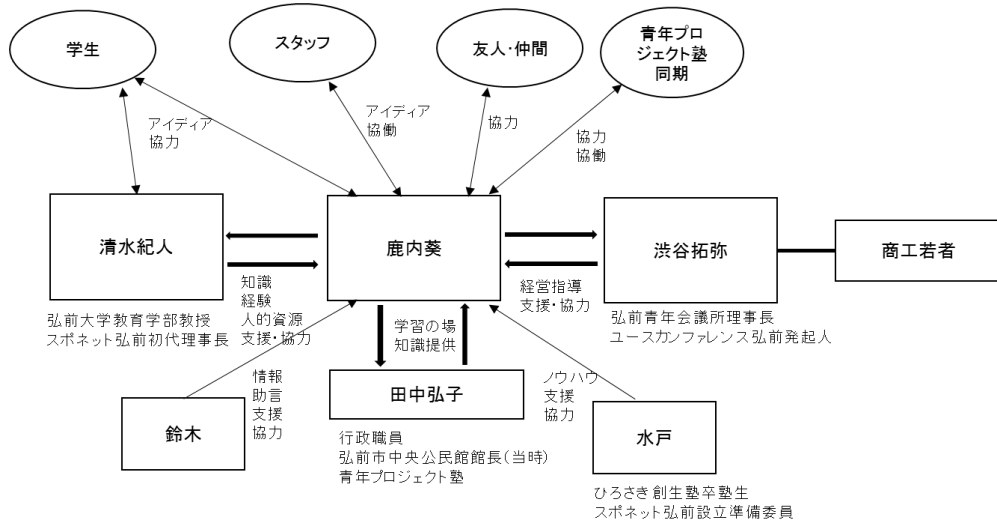 学生
スタッフ
友人・仲間
青年プロ
ジェクト塾
同期
アイディア
協力
アイディア
協働
協力
協力
協働
清水紀人
鹿内葵
渋谷拓弥
商工若者
知識
経験
人的資源
支援・協力
経営指導
支援・協力
弘前大学教育学部教授
スポネット弘前初代理事長
学習の場
知識提供
弘前青年会議所理事長
ユースカンファレンス弘前発起人
情報
助言
支援
協力
田中弘子
ノウハウ
支援
協力
鈴木
水戸
行政職員
弘前市中央公民館館長(当時)
青年プロジェクト塾
ひろさき創生塾卒塾生
スポネット弘前設立準備委員